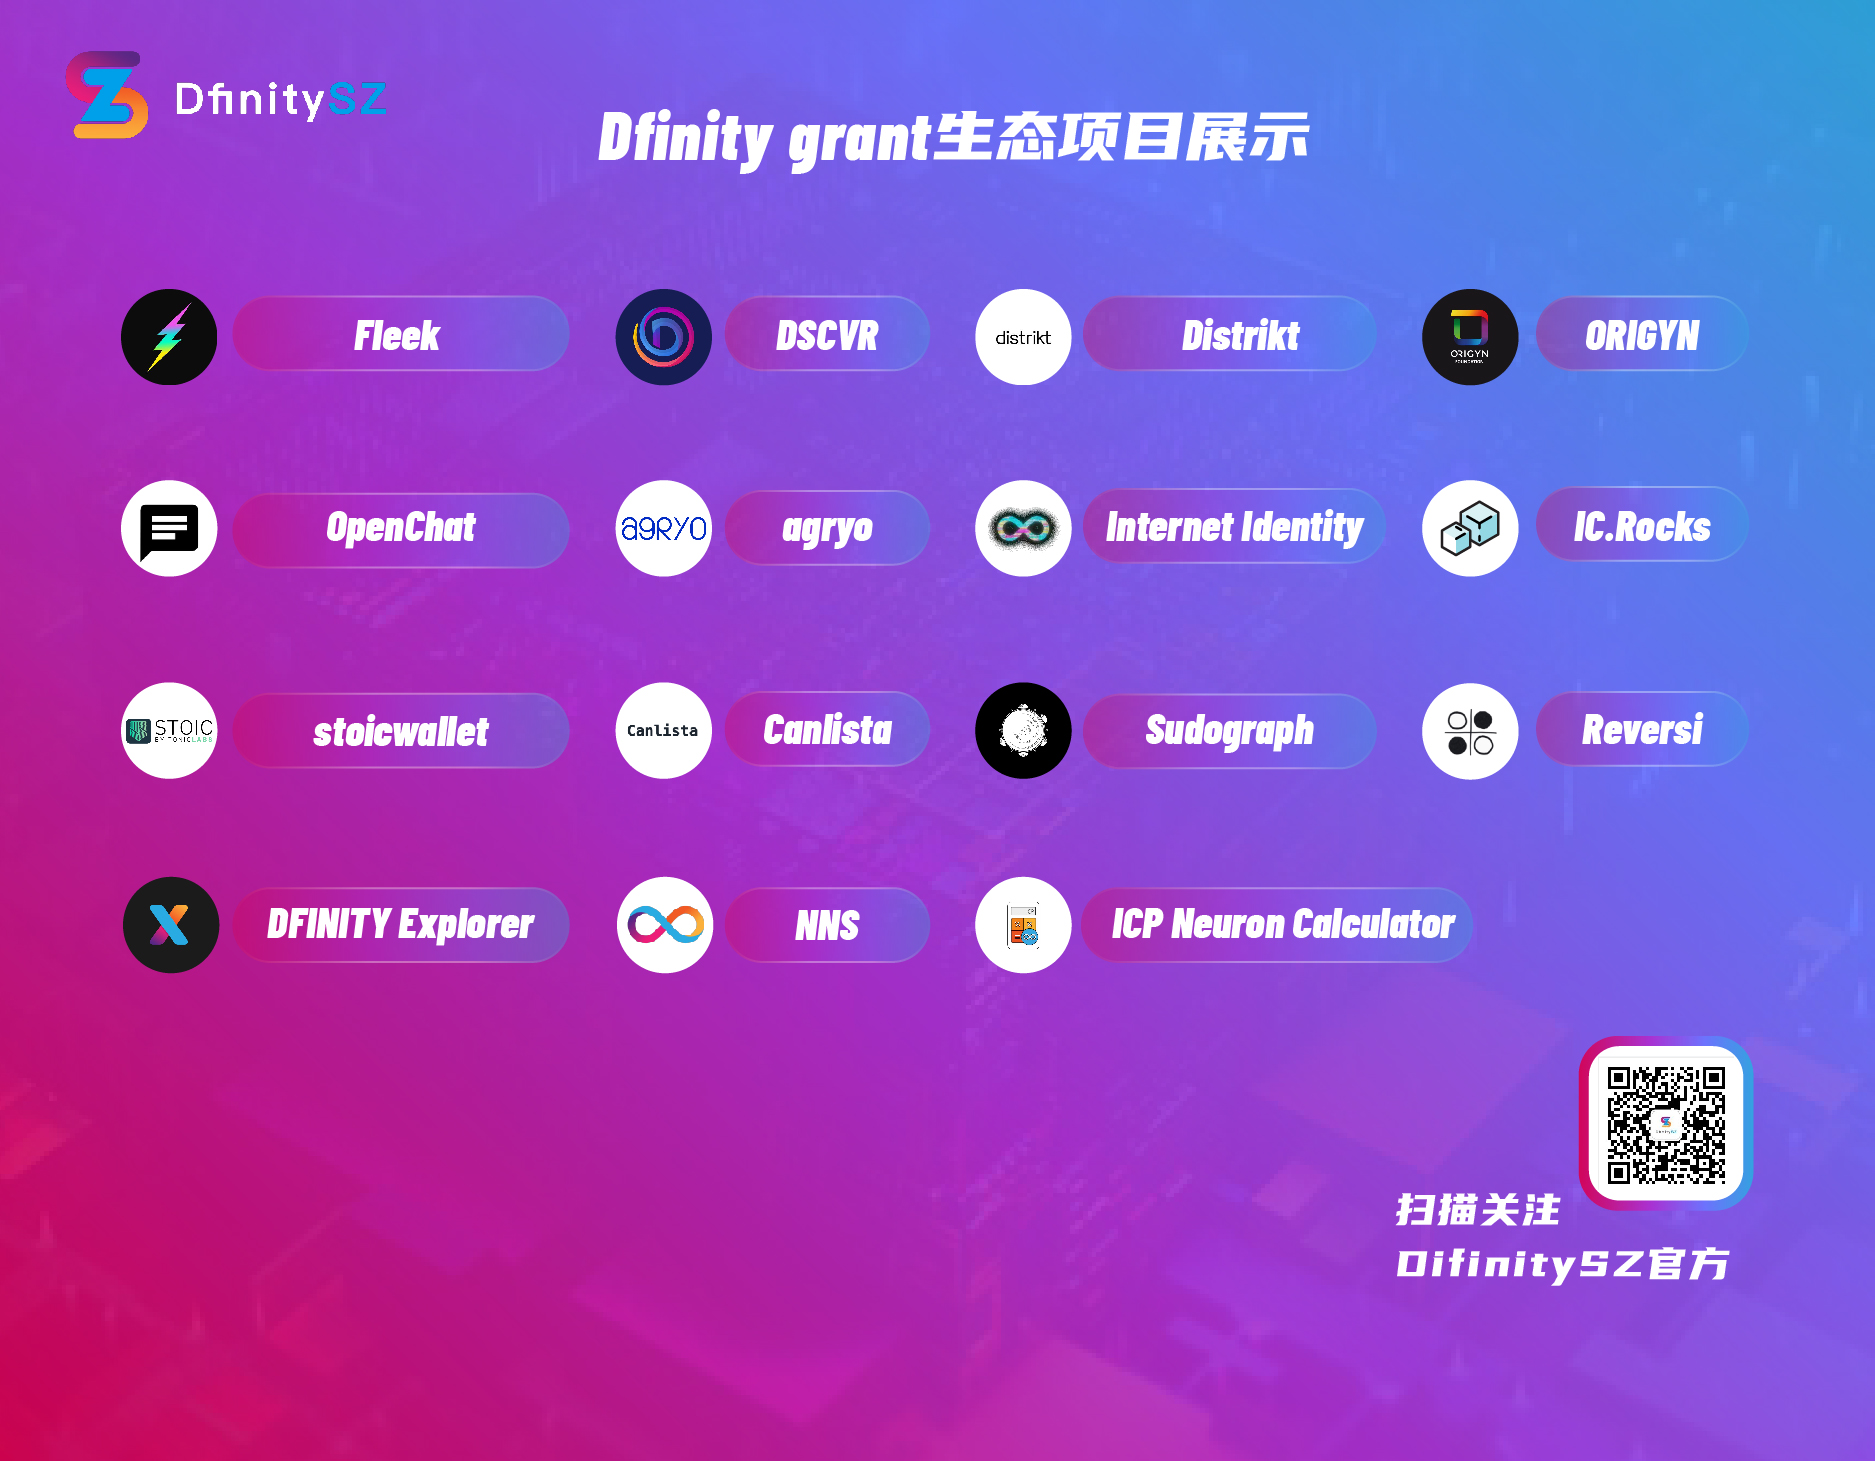 DfinitySZ
Dfinity grant生态项目展示
Fleek
DSCVR
distrikt
Distrikt
ORIGYN
FOUNDATION
ORIGYN
OpenChat
agryo
agryo
Internet Identity
IC.Rocks
STOIC
BY TONICLABS
stoicwallet
Canlista
Canlista
Sudograph
Reversi
DFINITY Explorer
NNS
ICP Neuron Calculator
扫描关注
DifinitySZ官方